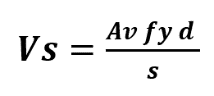 Vs = Av fy d / s